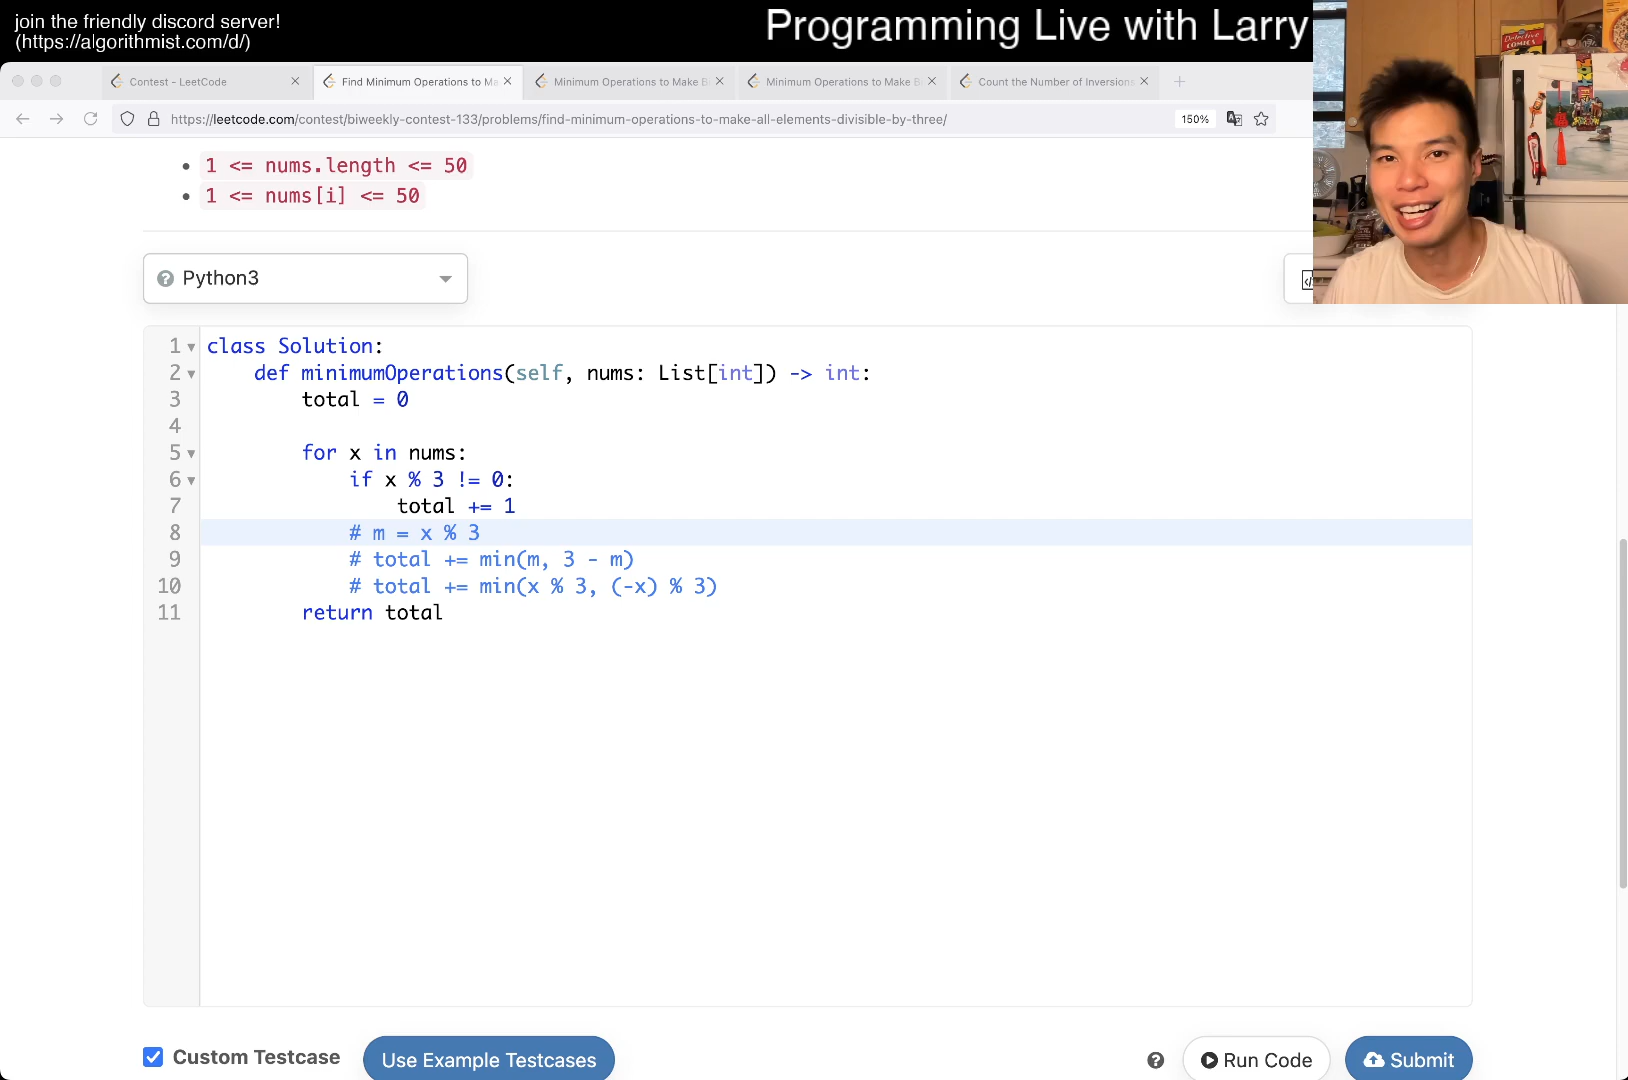 join the friendly discord server!
(https://algorithmist.com/d/)
Programming Live with Larry
Contest - LeetCode
Find Minimum Operations to Ma
Minimum Operations to Make B
Minimum Operations to Make B
Count the Number of Inversions
https://leetcode.com/contest/biweekly-contest-133/problems/find-minimum-operations-to-make-all-elements-divisible-by-three/
150%
1 <= nums.length <= 50
1 <= nums[i] <= 50
Python3
1 class Solution:
2 def minimumOperations(self, nums: List[int]) -> int:
3 total = 0
4
5 for x in nums:
6 if x % 3 != 0:
7 total += 1
8 # m = x % 3
9 # total += min(m, 3 - m)
10 # total += min(x % 3, (-x) % 3)
11 return total
Custom Testcase
Use Example Testcases
Run Code
Submit